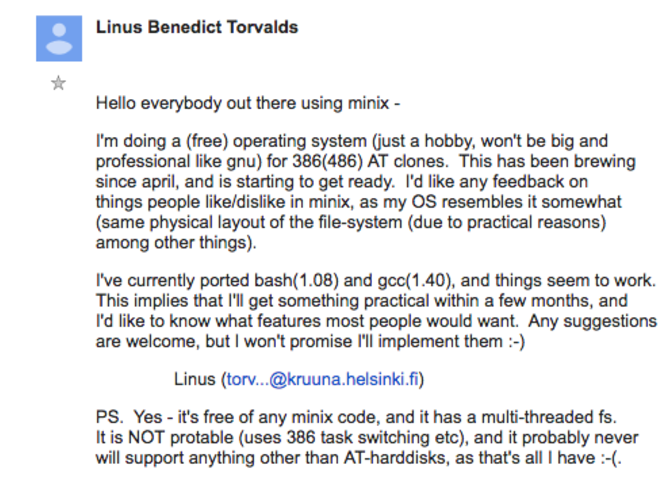 Linus Benedict Torvalds
Hello everybody out there using minix -
I'm doing a (free) operating system (just a hobby, won't be big and
professional like gnu) for 386(486) AT clones.  This has been brewing
since april, and is starting to get ready.  I'd like any feedback on
things people like/dislike in minix, as my OS resembles it somewhat
(same physical layout of the file-system (due to practical reasons)
among other things).
I've currently ported bash(1.08) and gcc(1.40), and things seem to work.
This implies that I'll get something practical within a few months, and
I'd like to know what features most people would want.  Any suggestions
are welcome, but I won't promise I'll implement them :-)
Linus (torv...@kruuna.helsinki.fi)
PS.  Yes - it's free of any minix code, and it has a multi-threaded fs.
It is NOT protable (uses 386 task switching etc), and it probably never
will support anything other than AT-harddisks, as that's all I have :-(.